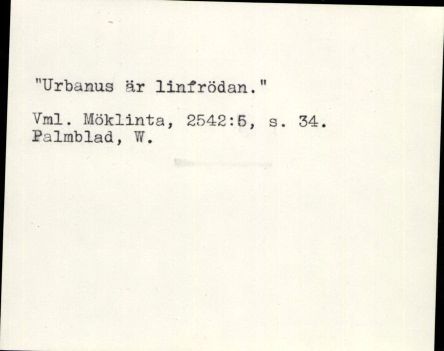 "Urbanus är linfrödan."
Vml. Möklinta, 2542:5, s. 34.
Palmblad, W.